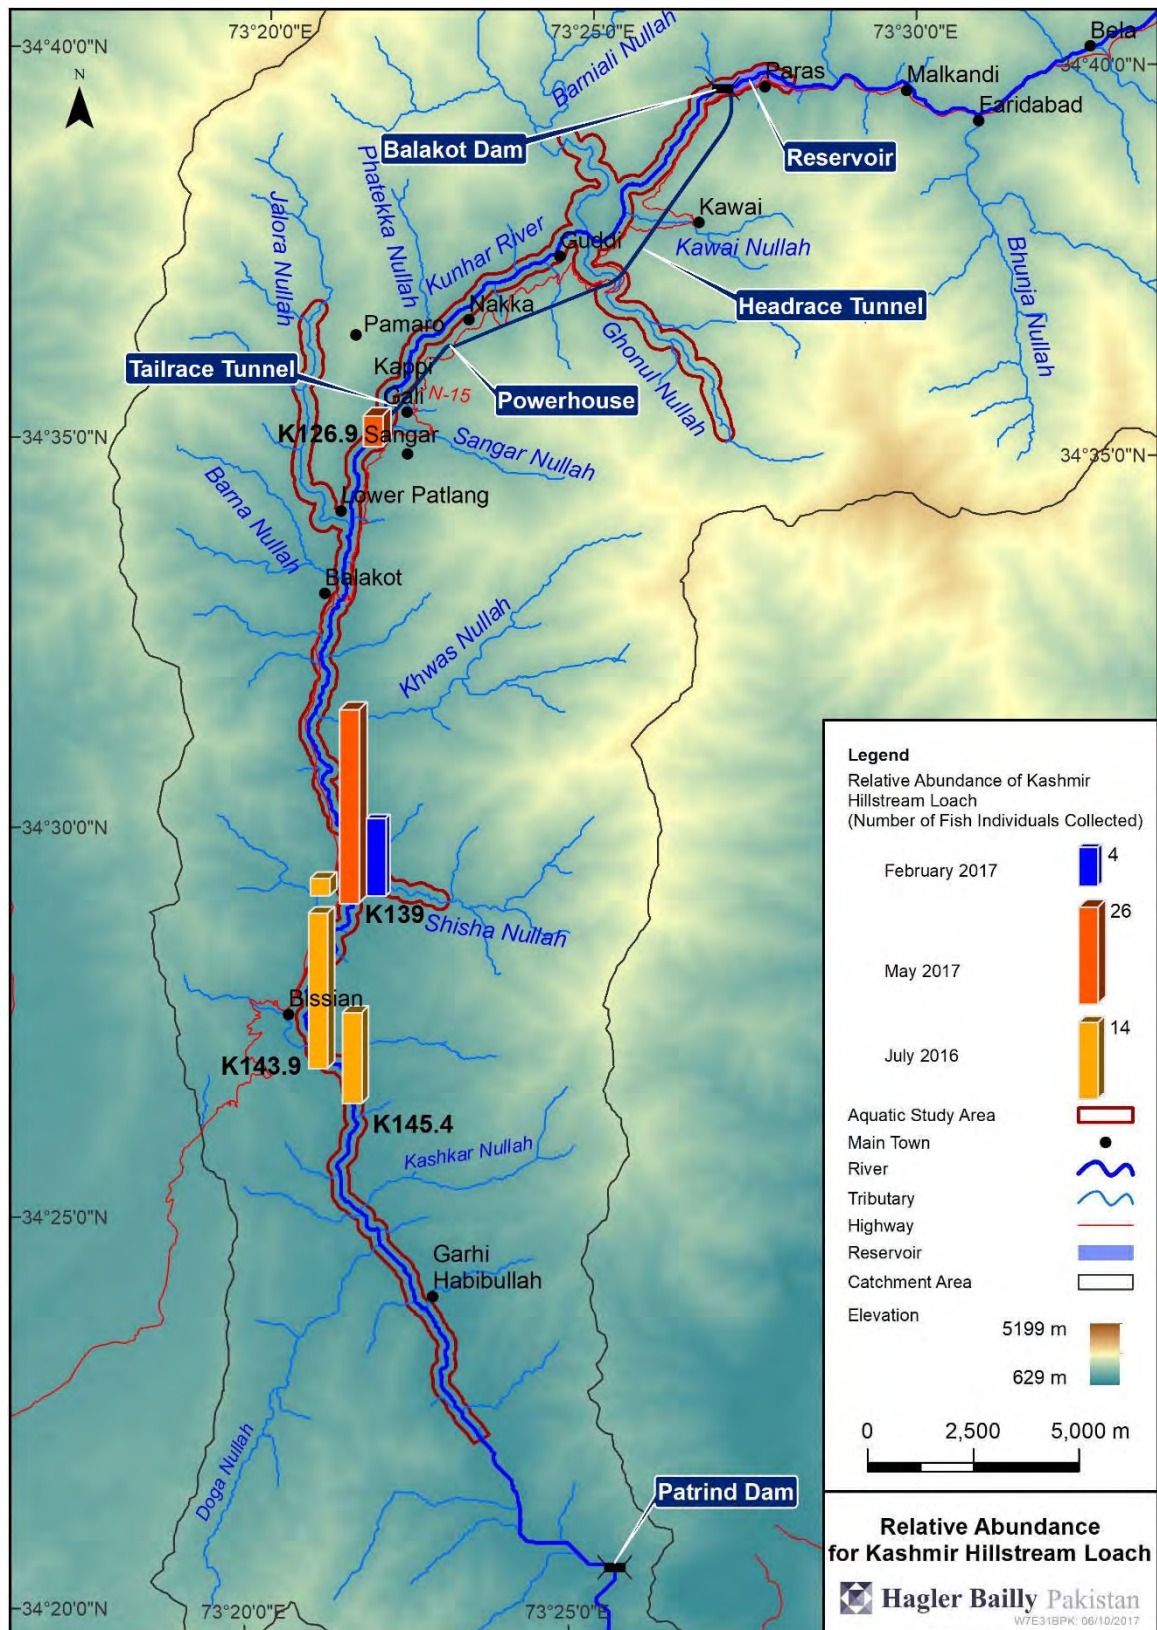 73°20'0"E
73°25'0"E
73°30'0"E
34°40'0"N
Bela
34°40'0"N
N
Barniali Nullah
Paras
Malkandi
Faridabad
Balakot Dam
Reservoir
Phatekka Nullah
Jalora Nullah
Kawai
Kunhar River
Guddi
Kawai Nullah
Bhunja Nullah
Nakka
Headrace Tunnel
Pamaro
Ghonul Nullah
Tailrace Tunnel
Kappi
Gali
N-15
Powerhouse
K126.9
Sangar
34°35'0"N
Sangar Nullah
34°35'0"N
Barna Nullah
Lower Patlang
Balakot
Khwas Nullah
34°30'0"N
K139
Shisha Nullah
Bissian
K143.9
K145.4
Kashkar Nullah
34°25'0"N
Garhi
Habibullah
Doga Nullah
Patrind Dam
34°20'0"N
73°20'0"E
73°25'0"E
Legend
Relative Abundance of Kashmir
Hillstream Loach
(Number of Fish Individuals Collected)
February 2017
4
May 2017
26
July 2016
14
Aquatic Study Area
Main Town
River
Tributary
Highway
Reservoir
Catchment Area
Elevation
5199 m
629 m
0
2,500
5,000 m
Relative Abundance
for Kashmir Hillstream Loach
Hagler Bailly Pakistan
W7E31BPK: 06/10/2017